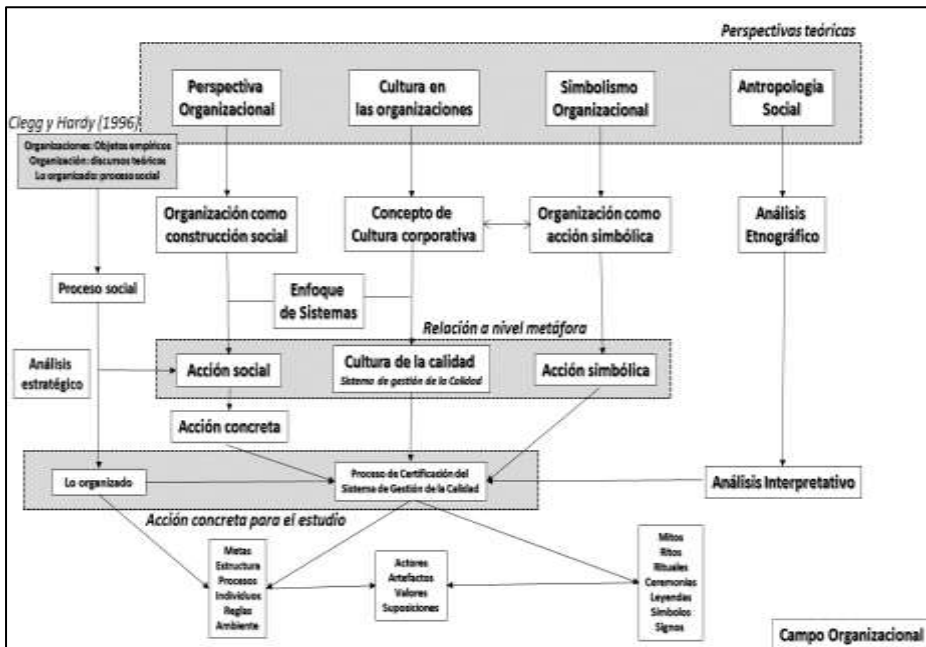 Perspectivas teóricas
Perspectiva
Organizacional
Cultura en
las organizaciones
Simbolismo
Organizacional
Antropología
Social
Clegg y Hardy (1996)
Organizaciones: Objetos empíricos
Organización: discursos teóricos
Lo organizado: proceso social
Organización como
construcción social
Concepto de
Cultura corporativa
Organización como
acción simbólica
Análisis
Etnográfico
Proceso social
Enfoque
de Sistemas
Relación a nivel metáfora
Análisis
estratégico
Acción social
Cultura de la calidad
Sistema de gestión de la Calidad
Acción simbólica
Acción concreta
Lo organizado
Proceso de Certificación del
Sistema de Gestión de la Calidad
Análisis Interpretativo
Acción concreta para el estudio
Metas
Estructura
Procesos
Individuos
Reglas
Ambiente
Actores
Artefactos
Valores
Suposiciones
Mitos
Ritos
Rituales
Ceremonias
Leyendas
Símbolos
Signos
Campo Organizacional